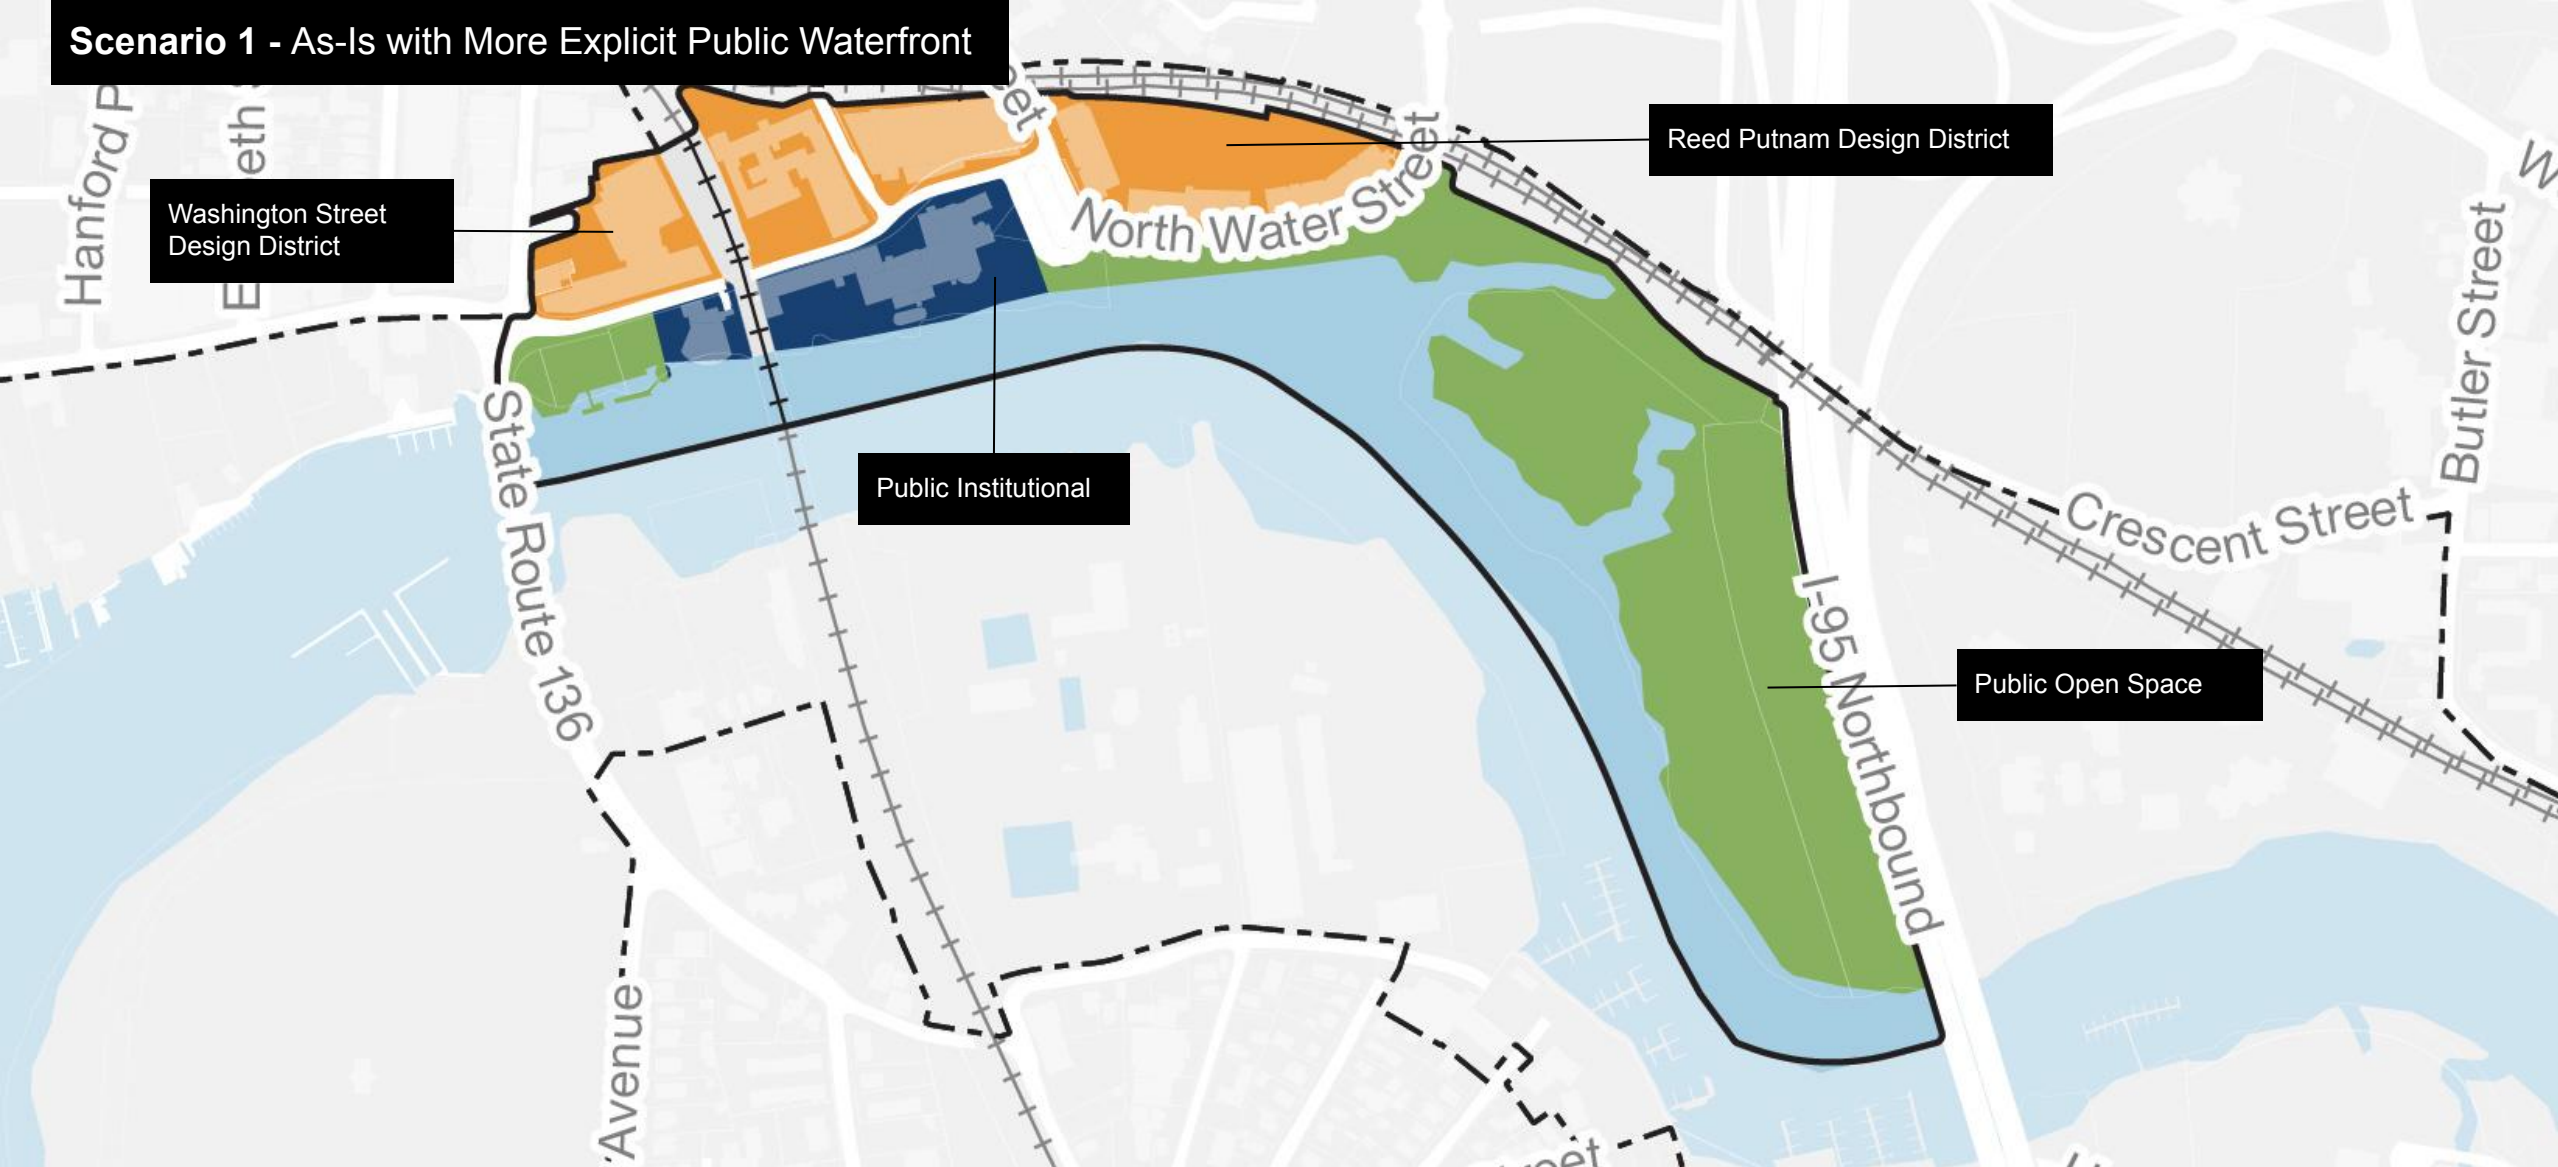 Scenario 1 - As-Is with More Explicit Public Waterfront
Reed Putnam Design District
Washington Street
Design District
North Water Street
Public Institutional
State Route 136
Crescent Street
Butler Street
I-95 Northbound
Public Open Space
Avenue
Hanford P